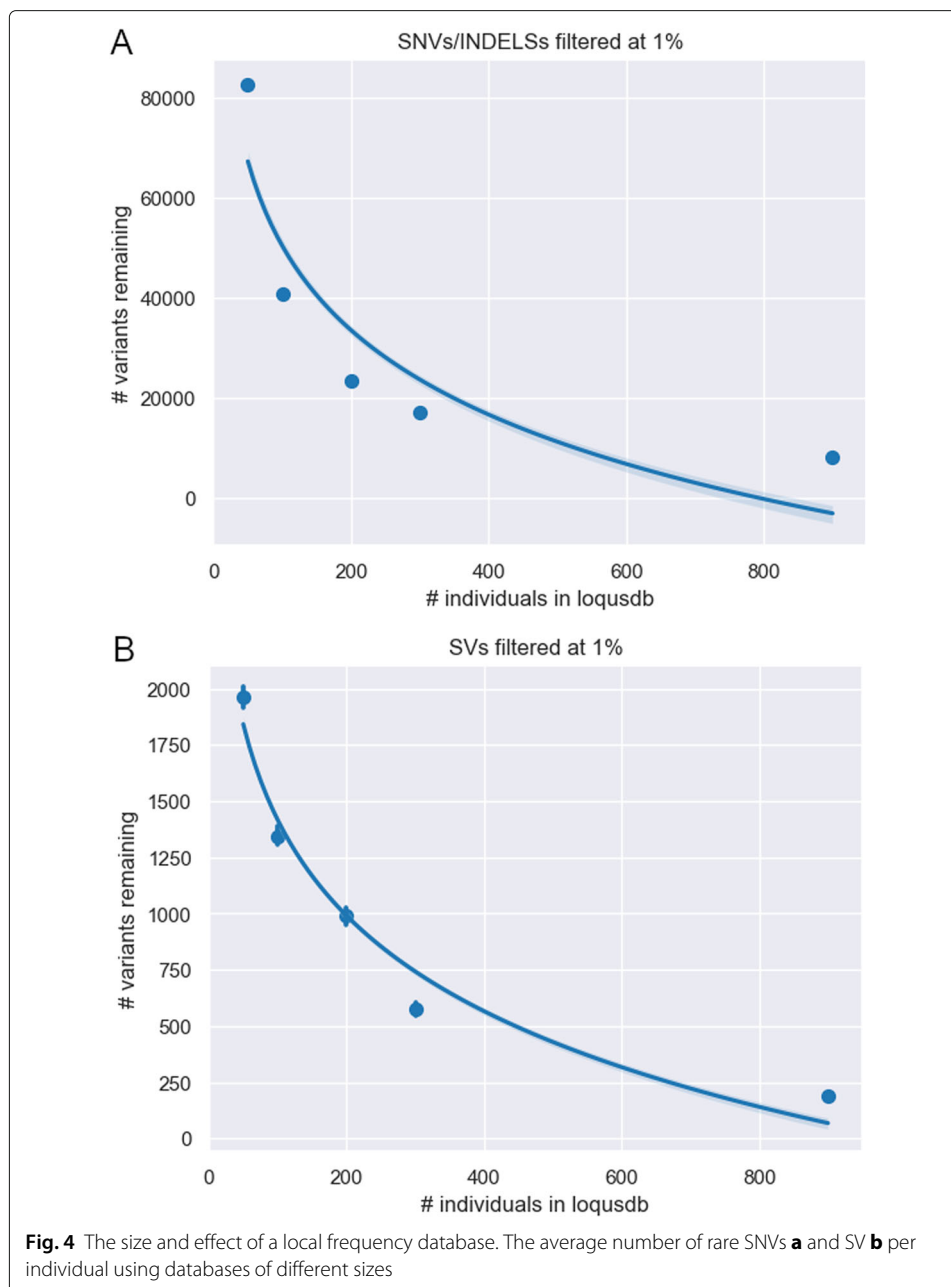 A
SNVs/INDELSs filtered at 1%
80000
60000
40000
20000
0
# variants remaining
0 200 400 600 800
# individuals in loqusdb
B
SVs filtered at 1%
2000
1750
1500
1250
1000
750
500
250
0
# variants remaining
0 200 400 600 800
# individuals in loqusdb
Fig. 4 The size and effect of a local frequency database. The average number of rare SNVs a and SV b per
individual using databases of different sizes